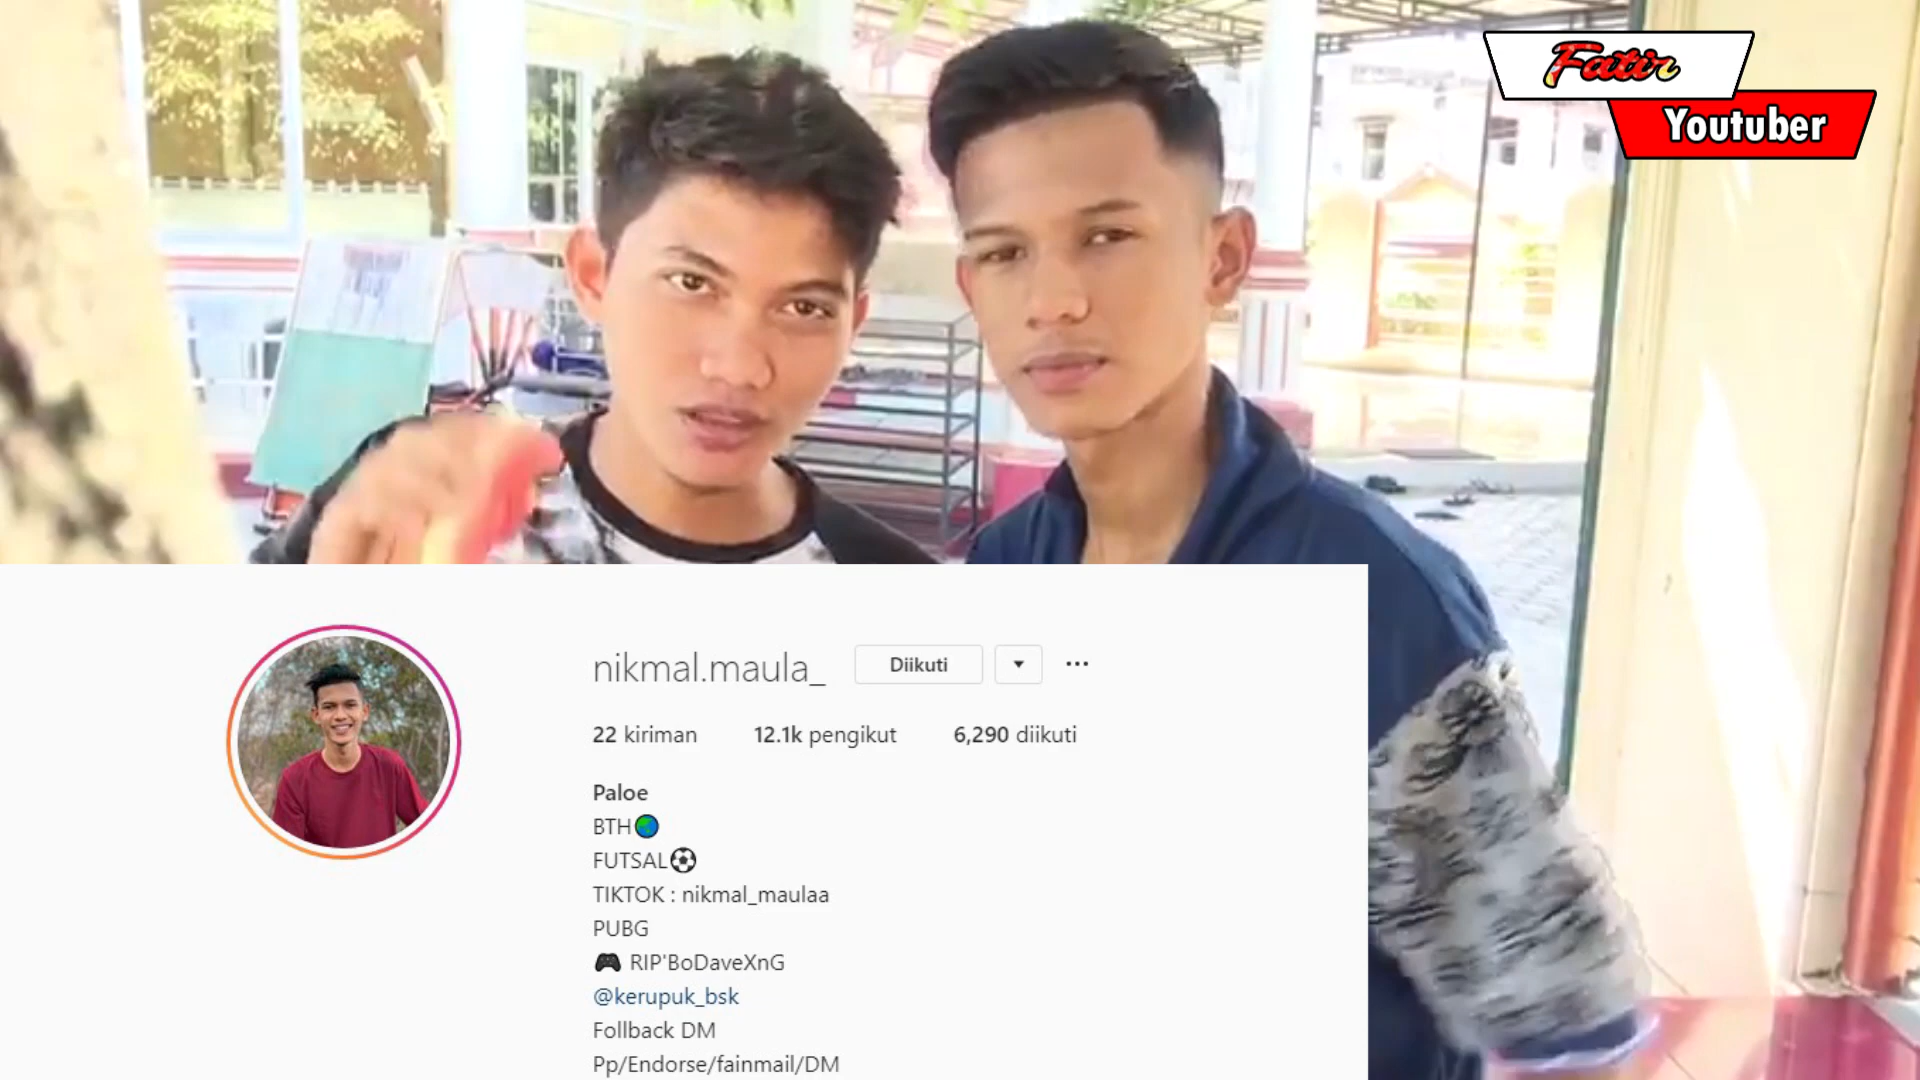 Fatir
Youtuber
nikmal.maula_ Diikuti
22 kiriman 12.1k pengikut 6,290 diikuti
Paloe
BTH🌏
FUTSAL⚽
TIKTOK : nikmal_maulaa
PUBG
🎮 RIP'BoDaveXnG
@kerupuk_bsk
Follback DM
Pp/Endorse/fainmail/DM